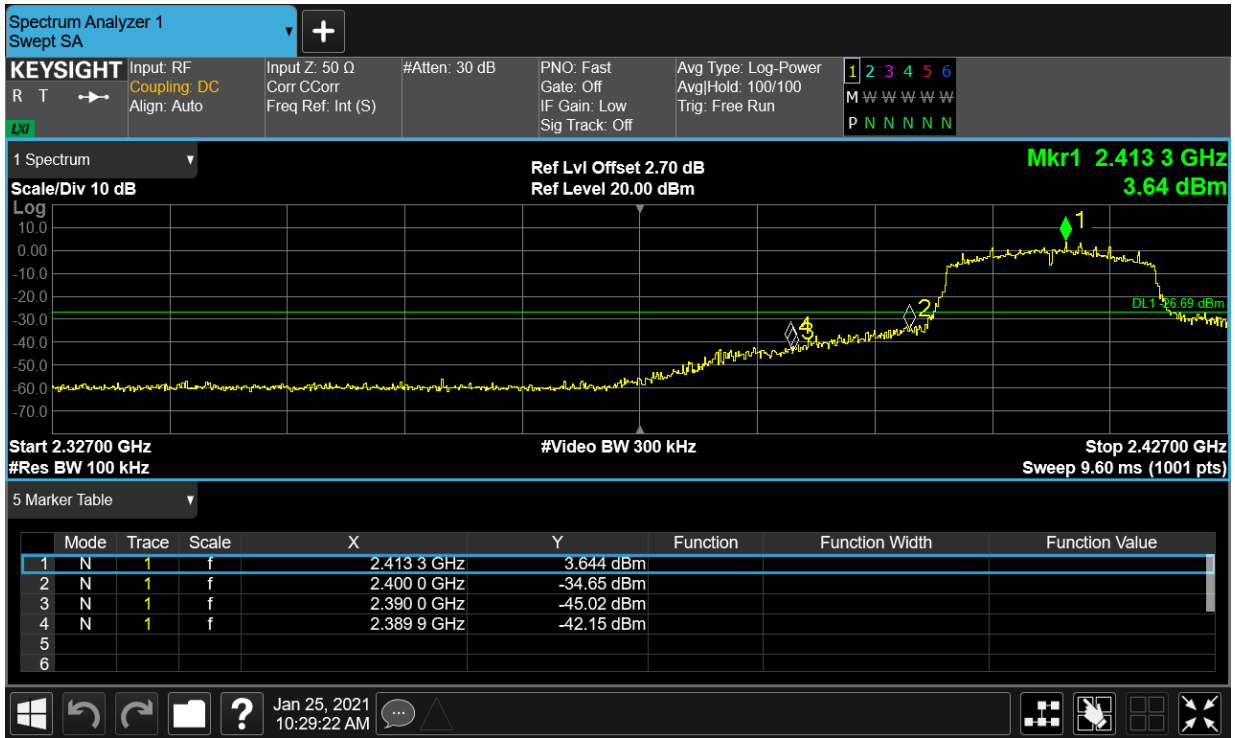 Spectrum Analyzer 1
Swept SA
KEYSIGHT
R T
LXI
Input: RF
Coupling: DC
Align: Auto
Input Z: 50 Ω
Corr CCorr
Freq Ref: Int (S)
#Atten: 30 dB
PNO: Fast
Gate: Off
IF Gain: Low
Sig Track: Off
Avg Type: Log-Power
Avg|Hold: 100/100
Trig: Free Run
1 2 3 4 5 6
M W W W W W
P N N N N N
1 Spectrum
Scale/Div 10 dB
Ref Lvl Offset 2.70 dB
Ref Level 20.00 dBm
Mkr1 2.413 3 GHz
3.64 dBm
Log
10.0
0.00
-10.0
-20.0
-30.0
-40.0
-50.0
-60.0
-70.0
1
2
4
3
DL1 -26.69 dBm
Start 2.32700 GHz
#Video BW 300 kHz
Stop 2.42700 GHz
#Res BW 100 kHz
Sweep 9.60 ms (1001 pts)
5 Marker Table
Mode Trace Scale X Y Function Function Width Function Value
1 N 1 f 2.413 3 GHz 3.644 dBm
2 N 1 f 2.400 0 GHz -34.65 dBm
3 N 1 f 2.390 0 GHz -45.02 dBm
4 N 1 f 2.389 9 GHz -42.15 dBm
5
6
?
Jan 25, 2021
10:29:22 AM